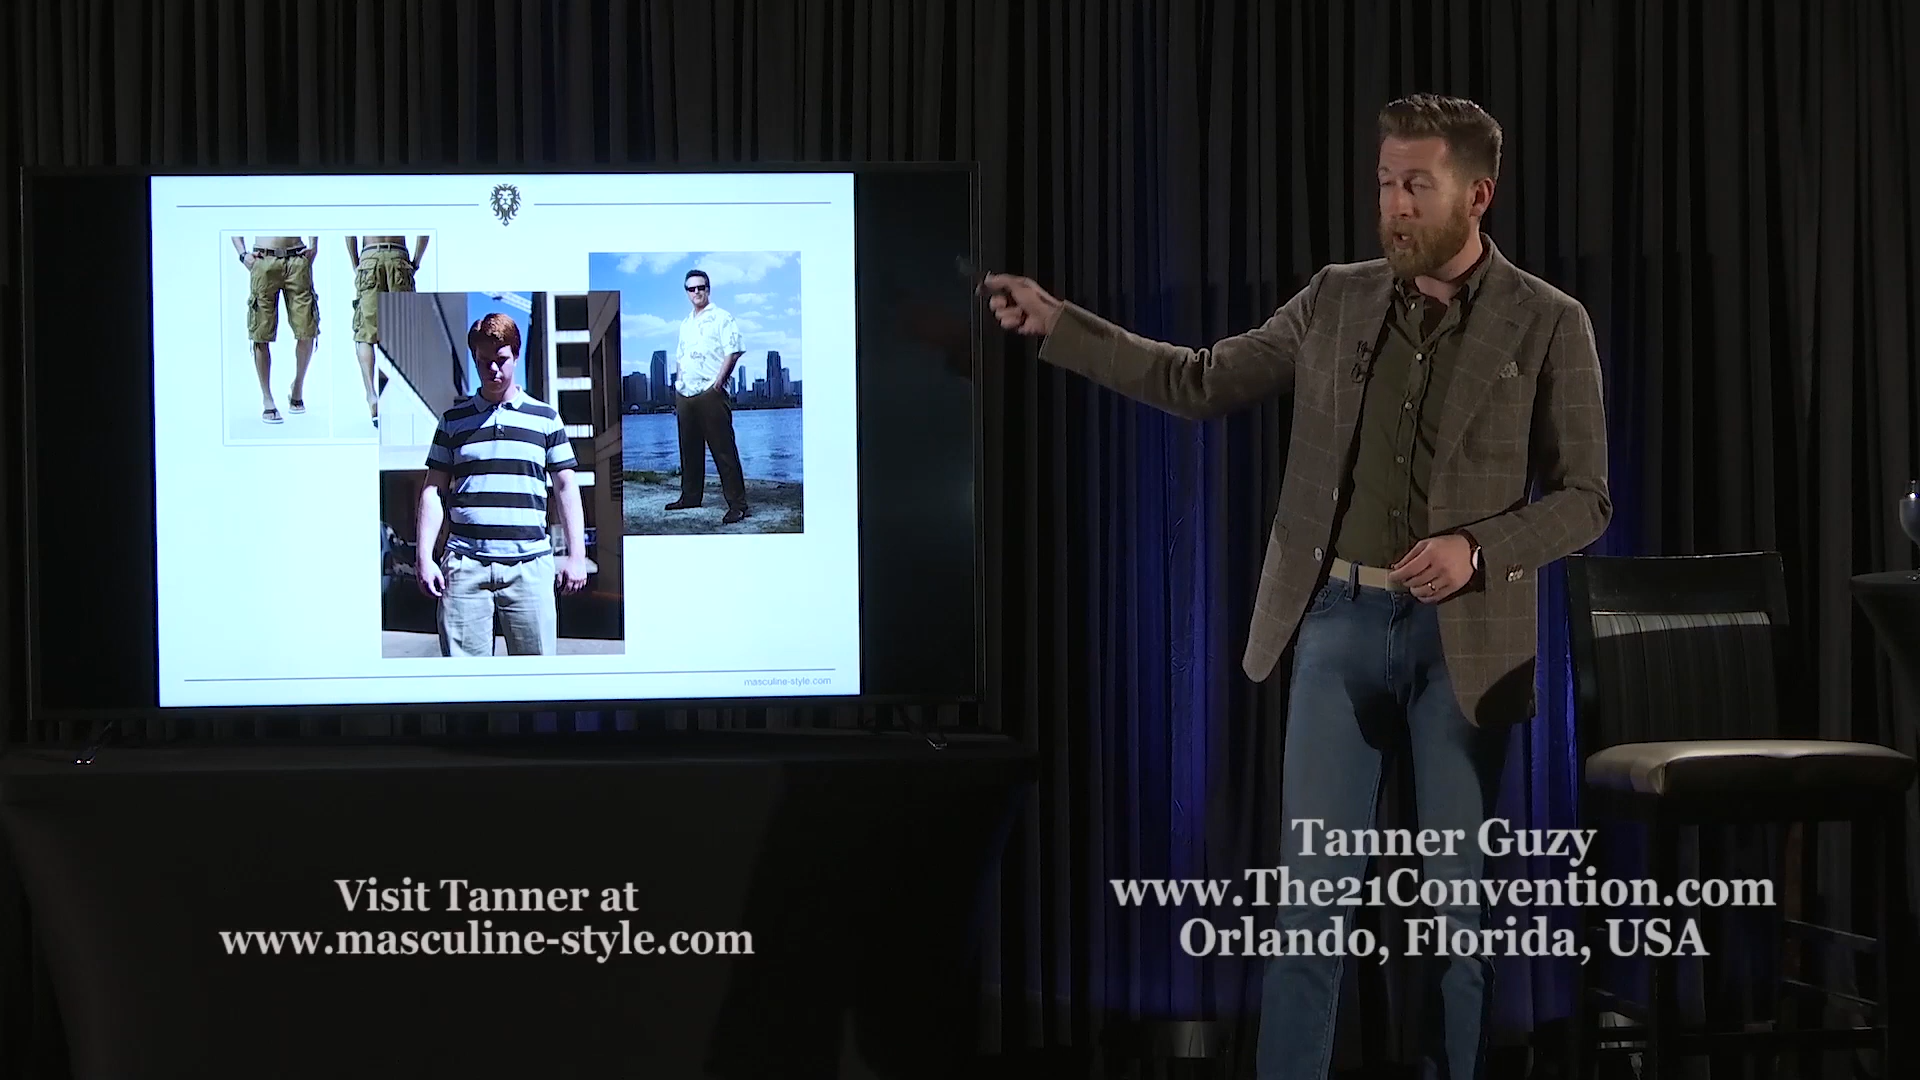 masculine-style.com
Visit Tanner at
www.masculine-style.com
Tanner Guzy
www.The21Convention.com
Orlando, Florida, USA